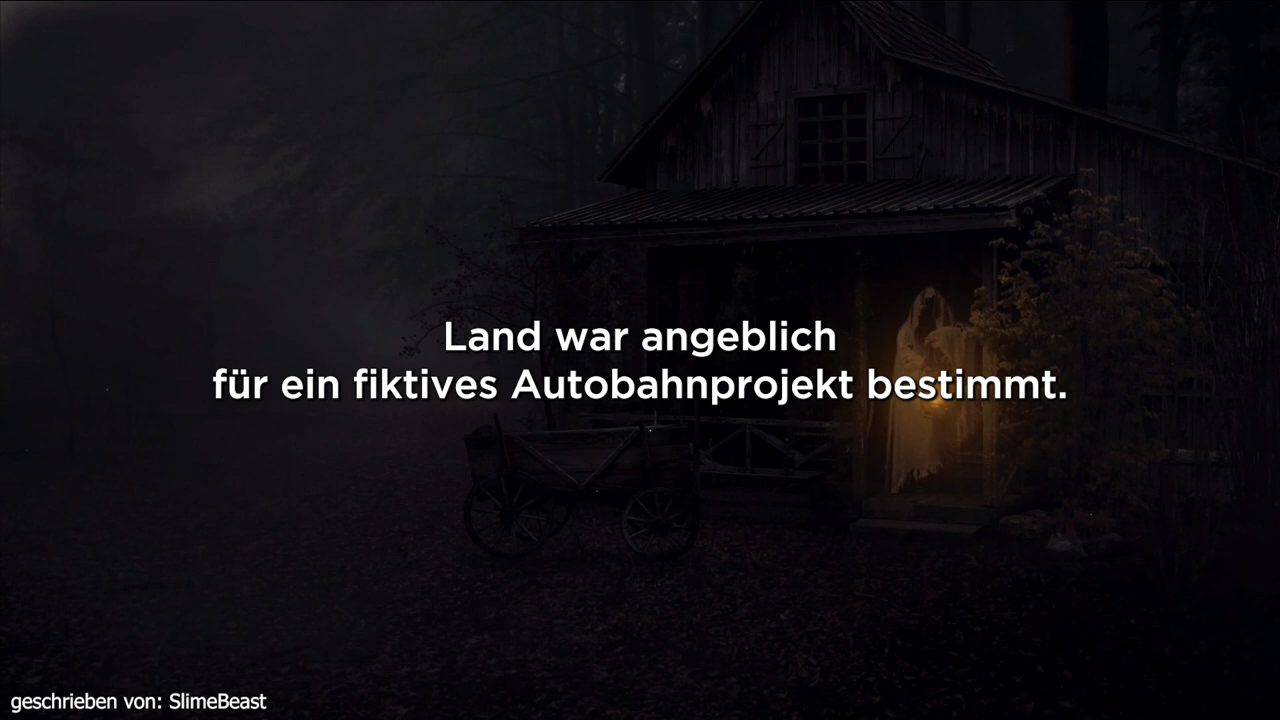 Land war angeblich
für ein fiktives Autobahnprojekt bestimmt.
geschrieben von: SlimeBeast